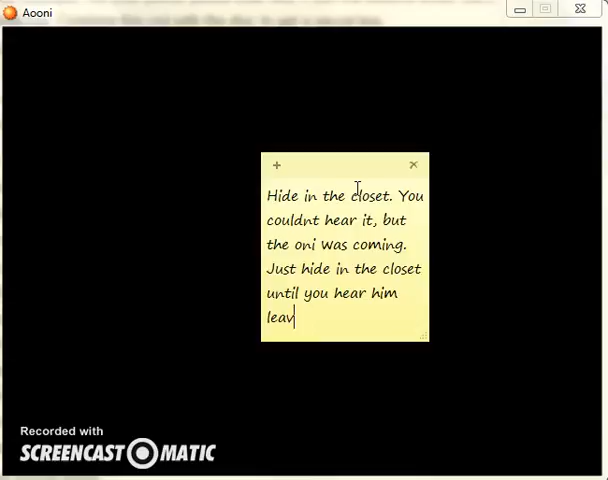 Aooni
Hide in the closet. You
couldnt hear it, but
the oni was coming.
Just hide in the closet
until you hear him
leav
Recorded with
SCREENCAST MATIC